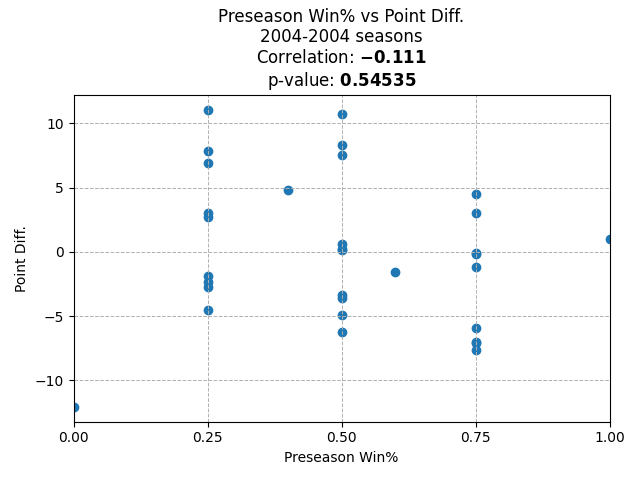 Preseason Win% vs Point Diff.
2004-2004 seasons
Correlation: −0.111
p-value: 0.54535
10
5
0
−5
−10
Point Diff.
0.00 0.25 0.50 0.75 1.00
Preseason Win%